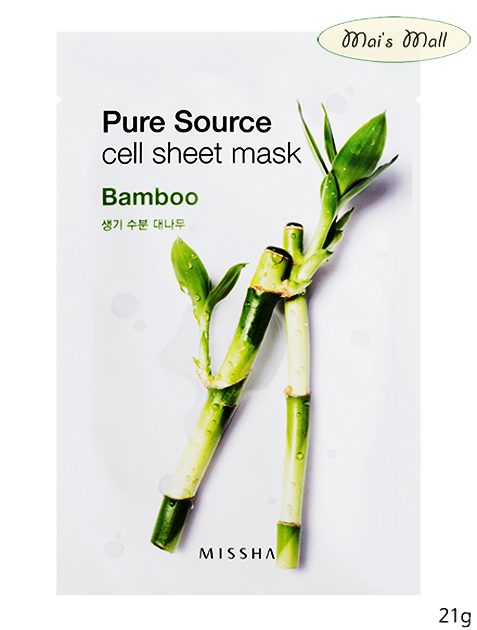 Mai's Mall
Pure Source
cell sheet mask
Bamboo
생기 수분 대나무
MISSHA
21g